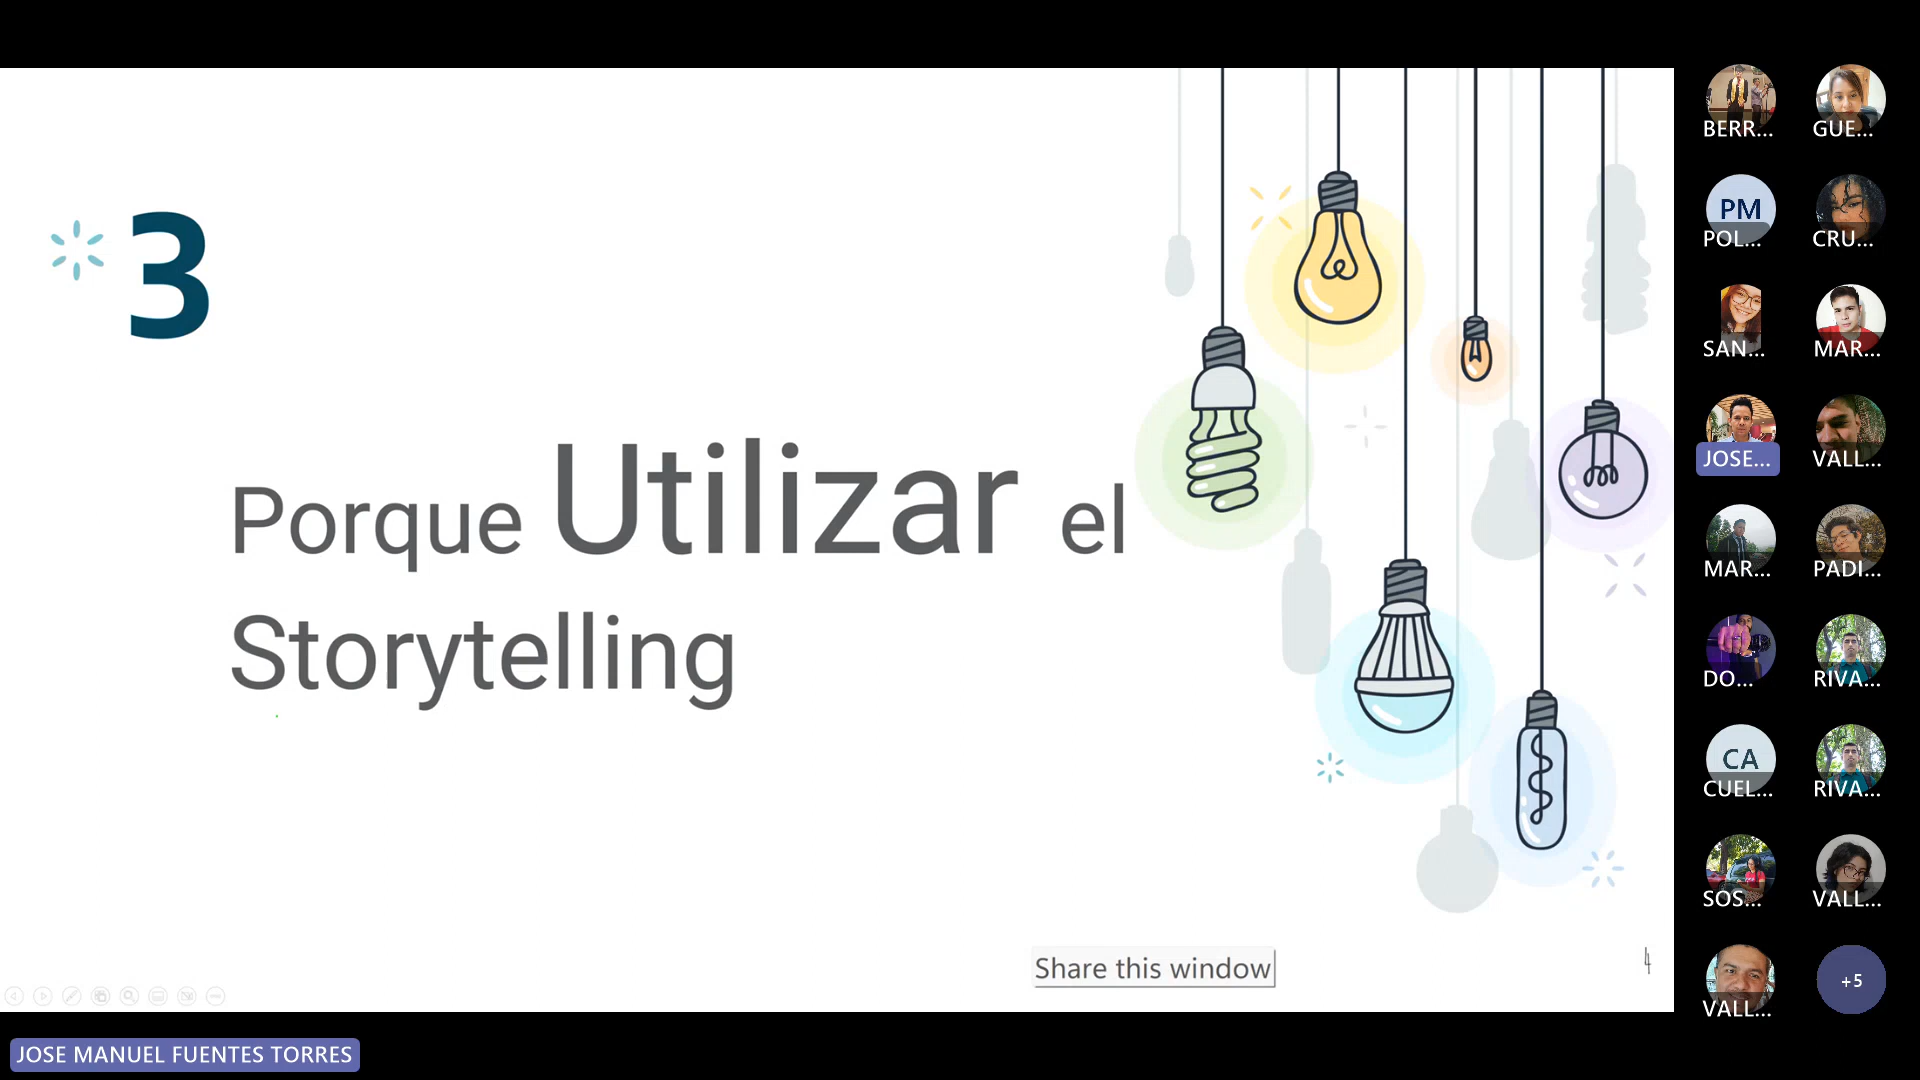 3
Porque Utilizar el
Storytelling
Share this window
4
JOSE MANUEL FUENTES TORRES
BERR...
GUE...
PM
POL...
CRU...
SAN...
MAR...
JOSE...
VALL...
MAR...
PADI...
DO...
RIVA...
CA
CUEL...
RIVA...
SOS...
VALL...
VALL...
+5